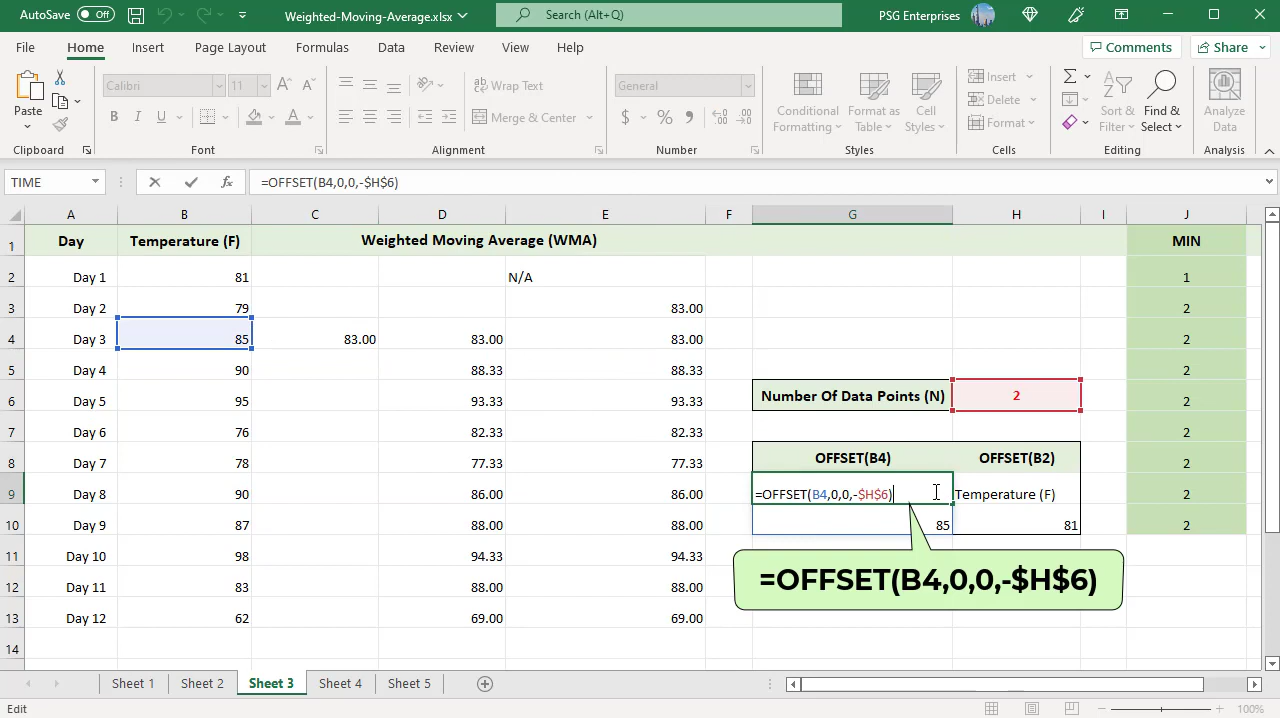 AutoSave Off Weighted-Moving-Average.xlsx Search (Alt+Q) PSG Enterprises
File Home Insert Page Layout Formulas Data Review View Help Comments Share
Calibri 11 Wrap Text General Insert
Paste Merge & Center Conditional Formatting Format as Table Cell Styles Delete Sort & Filter Find & Select Analyze Data
Format
Clipboard Font Alignment Number Styles Cells Editing Analysis
TIME =OFFSET(B4,0,0,-$H$6)
A B C D E F G H I J
1 Day Temperature (F) Weighted Moving Average (WMA) MIN
2 Day 1 81 N/A 1
3 Day 2 79 83.00 2
4 Day 3 85 83.00 83.00 83.00 2
5 Day 4 90 88.33 88.33 2
6 Day 5 95 93.33 93.33 Number Of Data Points (N) 2 2
7 Day 6 76 82.33 82.33 2
8 Day 7 78 77.33 77.33 OFFSET(B4) OFFSET(B2) 2
9 Day 8 90 86.00 86.00 =OFFSET(B4,0,0,-$H$6) Temperature (F) 2
10 Day 9 87 88.00 88.00 85 81 2
11 Day 10 98 94.33 94.33
12 Day 11 83 88.00 88.00
=OFFSET(B4,0,0,-$H$6)
13 Day 12 62 69.00 69.00
14
Sheet 1 Sheet 2 Sheet 3 Sheet 4 Sheet 5
Edit 100%